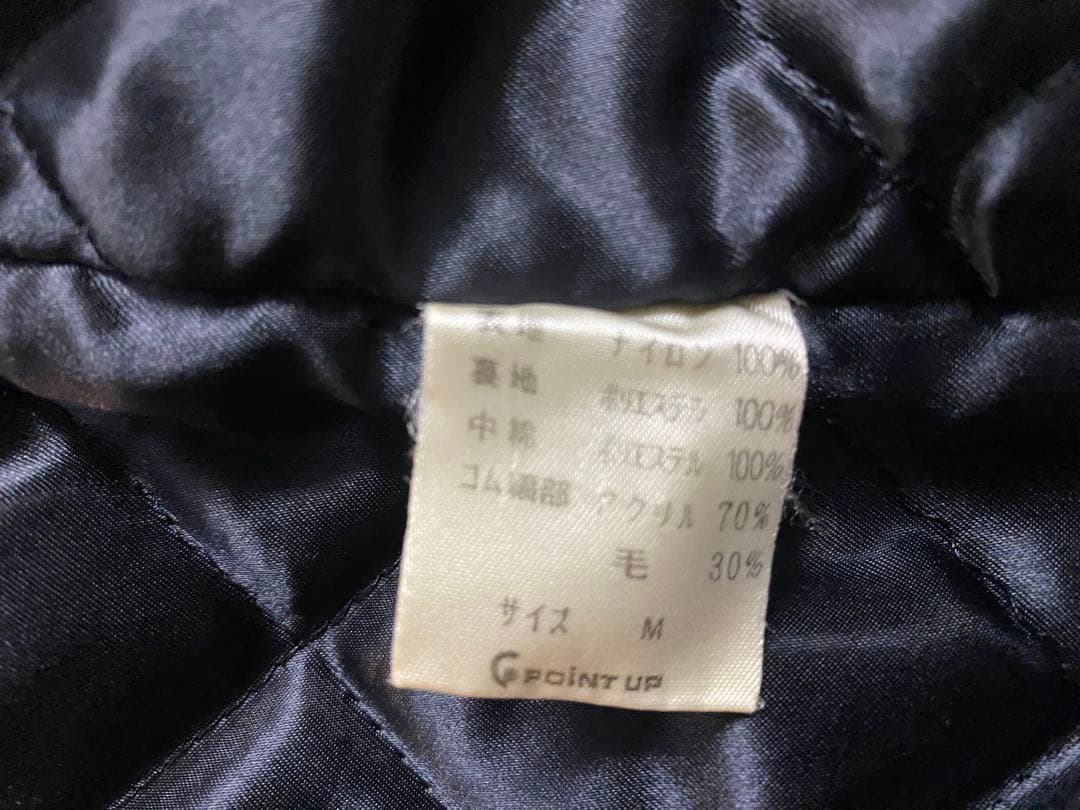 表地 ナイロン 100%
裏地 ポリエステル 100%
中綿 ポリエステル 100%
ゴム編部 アクリル 70%
毛 30%
サイズ M
POINT UP